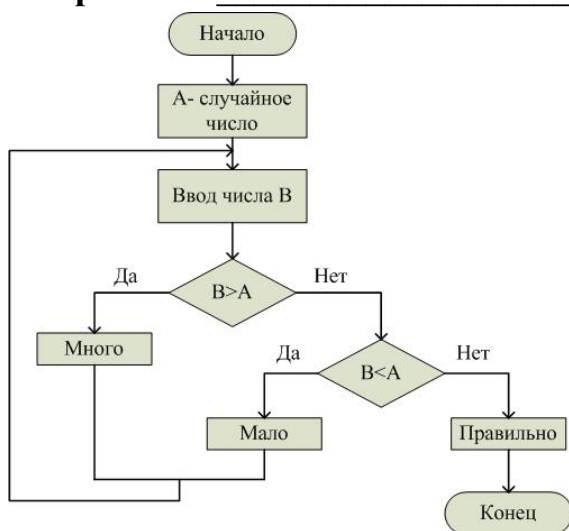 Начало
A- случайное
число
Ввод числа B
Да
Нет
B>A
Много
Да
Нет
B<A
Мало
Правильно
Конец